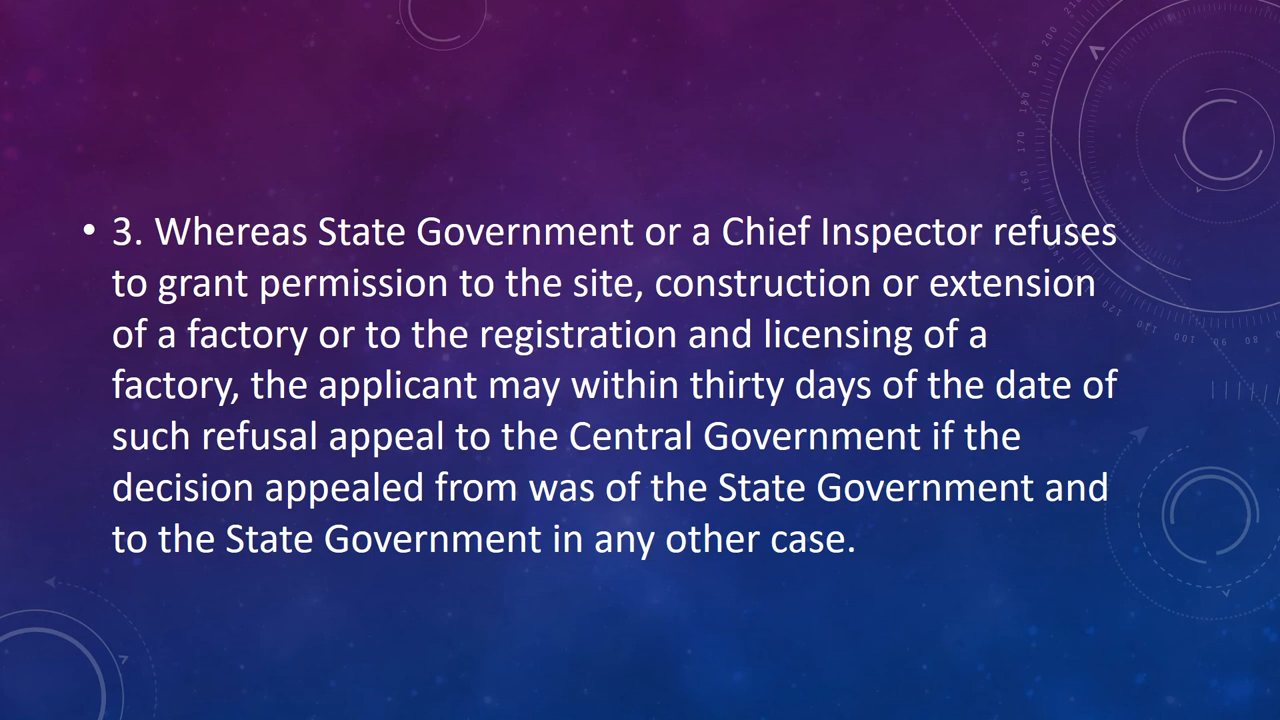 • 3. Whereas State Government or a Chief Inspector refuses
to grant permission to the site, construction or extension
of a factory or to the registration and licensing of a
factory, the applicant may within thirty days of the date of
such refusal appeal to the Central Government if the
decision appealed from was of the State Government and
to the State Government in any other case.